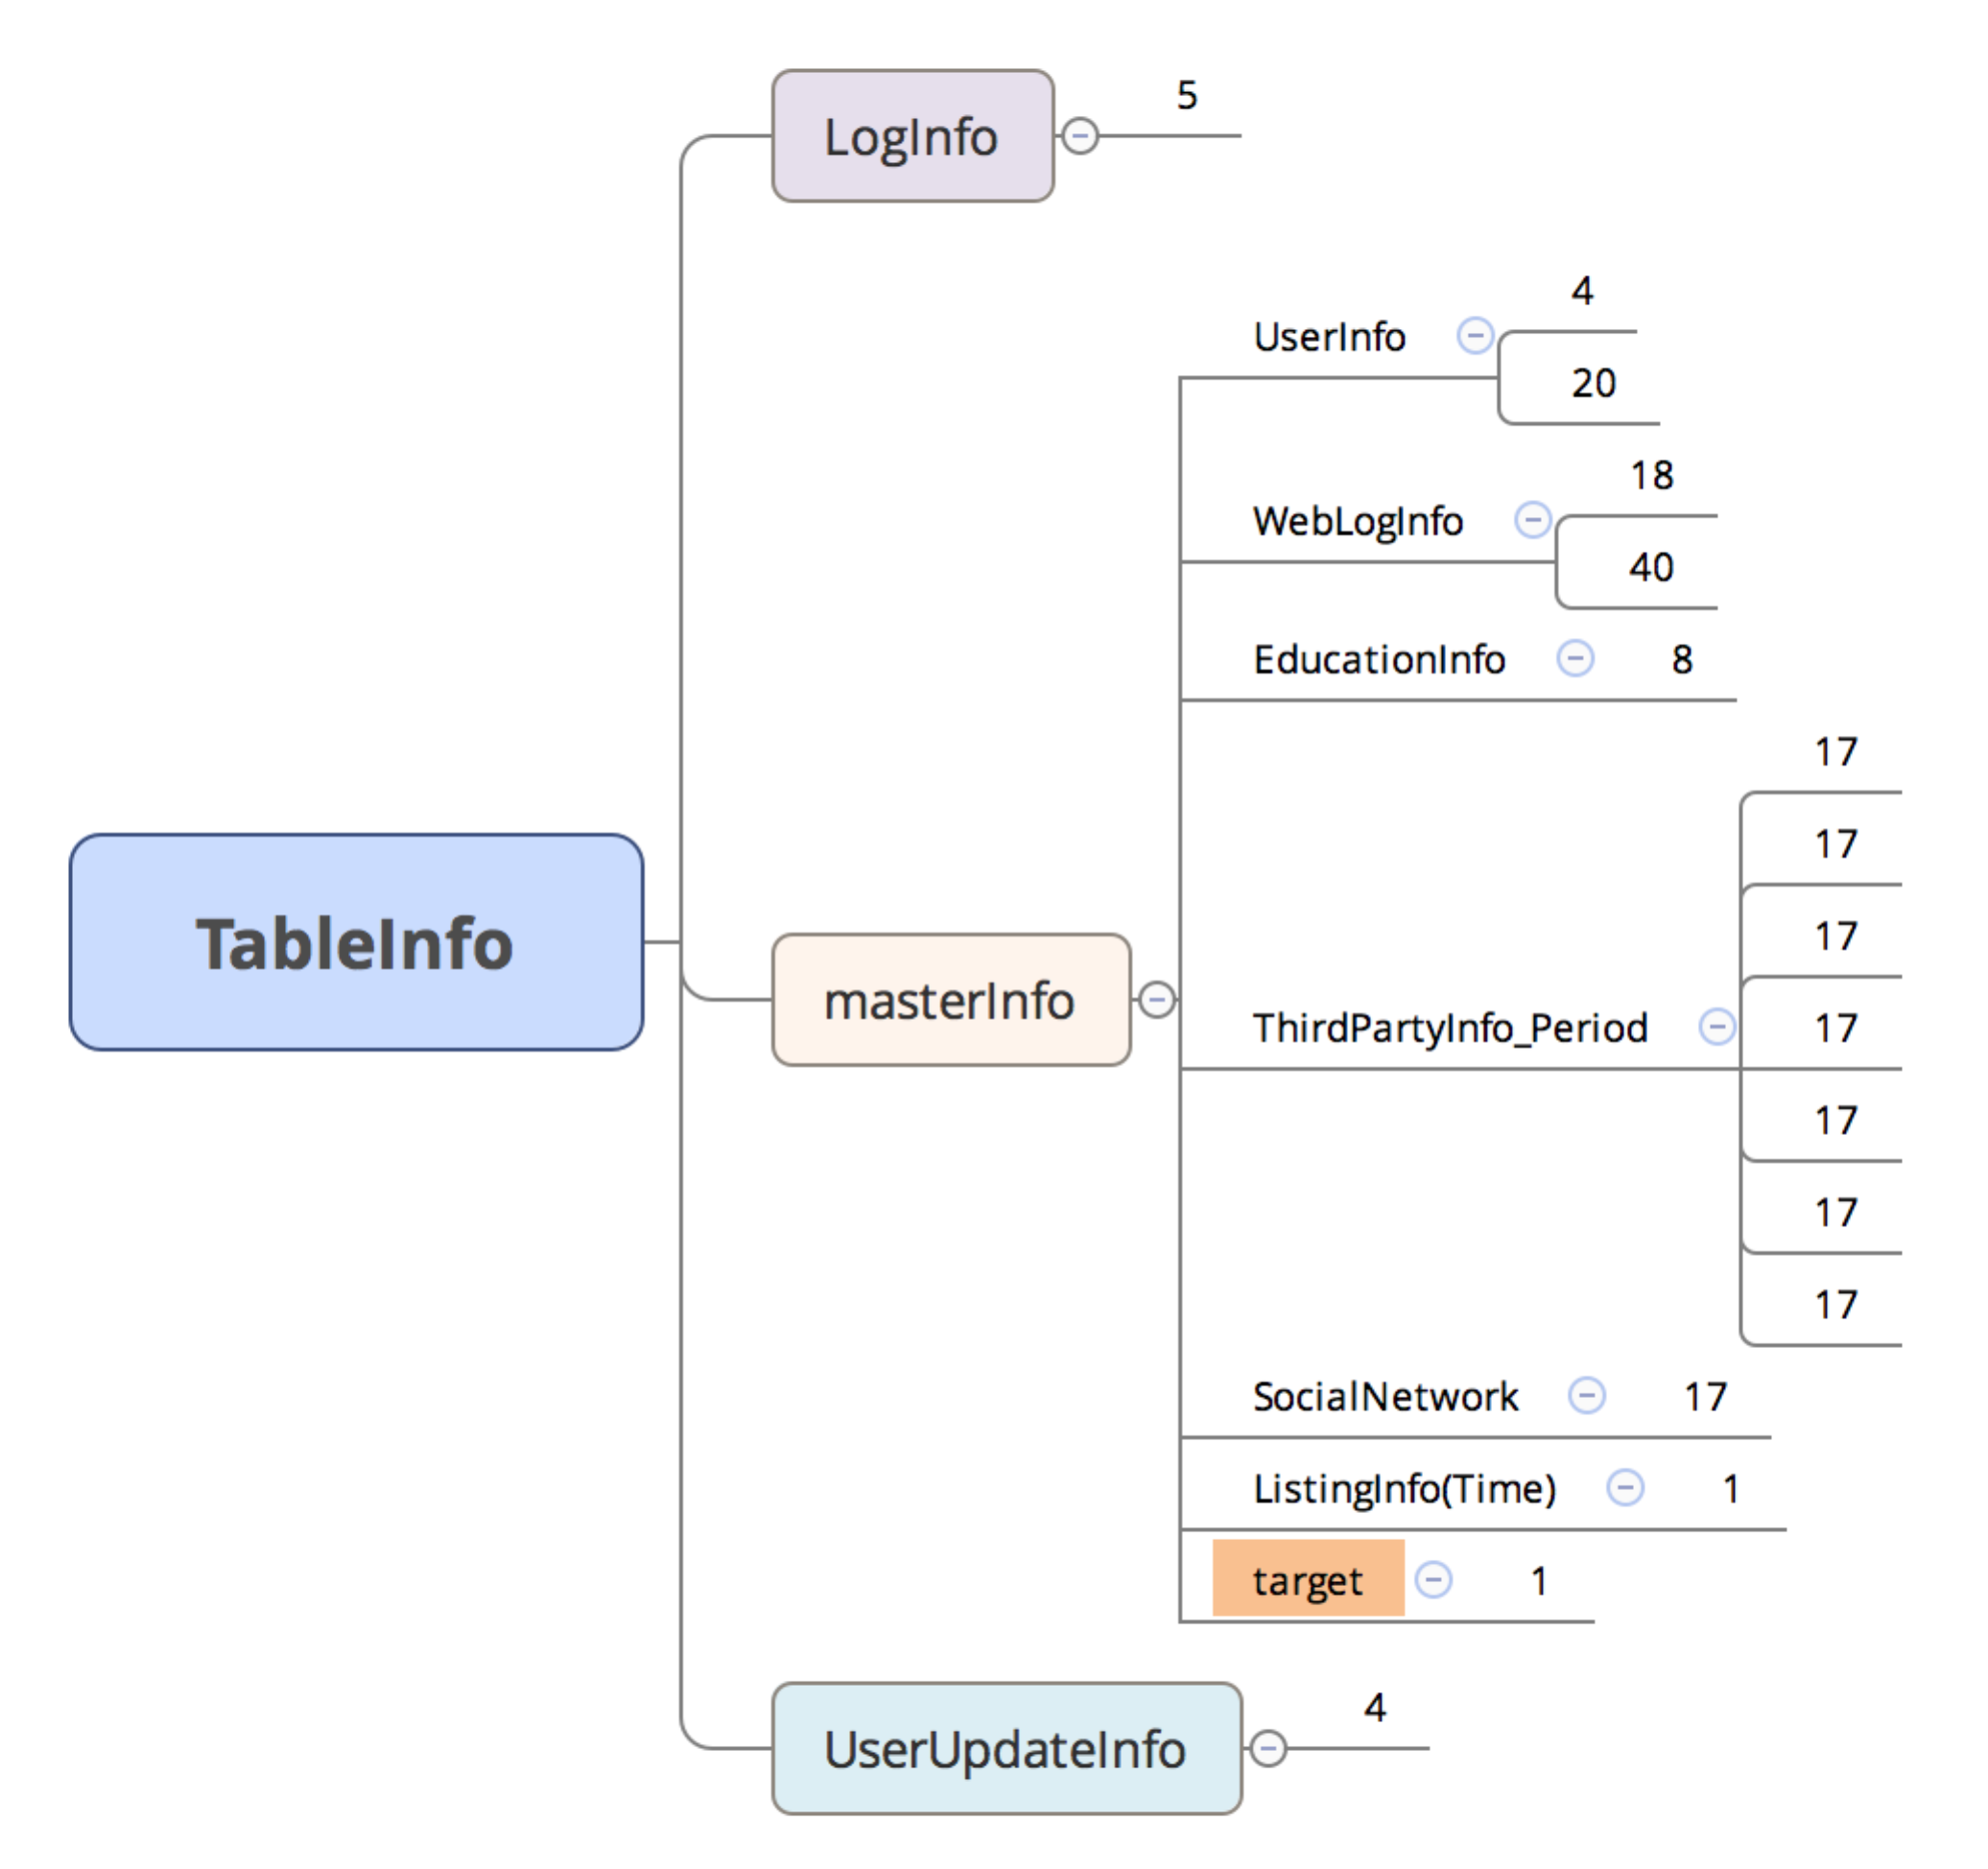 LogInfo
5
UserInfo
4
20
WebLogInfo
18
40
EducationInfo 8
TableInfo
masterInfo
ThirdPartyInfo_Period
17
17
17
17
17
17
17
SocialNetwork 17
ListingInfo(Time) 1
target 1
UserUpdateInfo
4